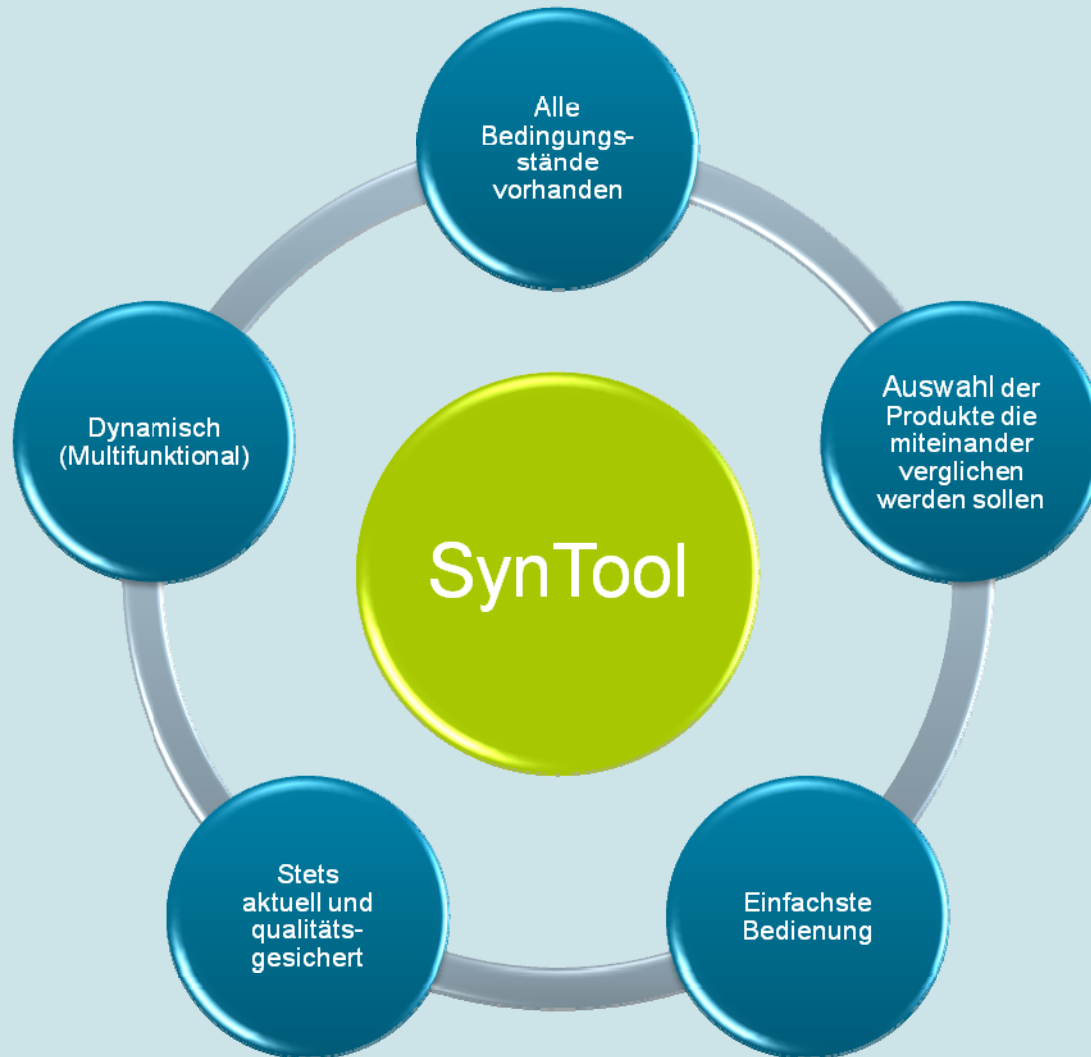 Alle
Bedingungs-
stände
vorhanden
Auswahl der
Produkte die
miteinander
verglichen
werden sollen
Dynamisch
(Multifunktional)
SynTool
Stets
aktuell und
qualitäts-
gesichert
Einfachste
Bedienung